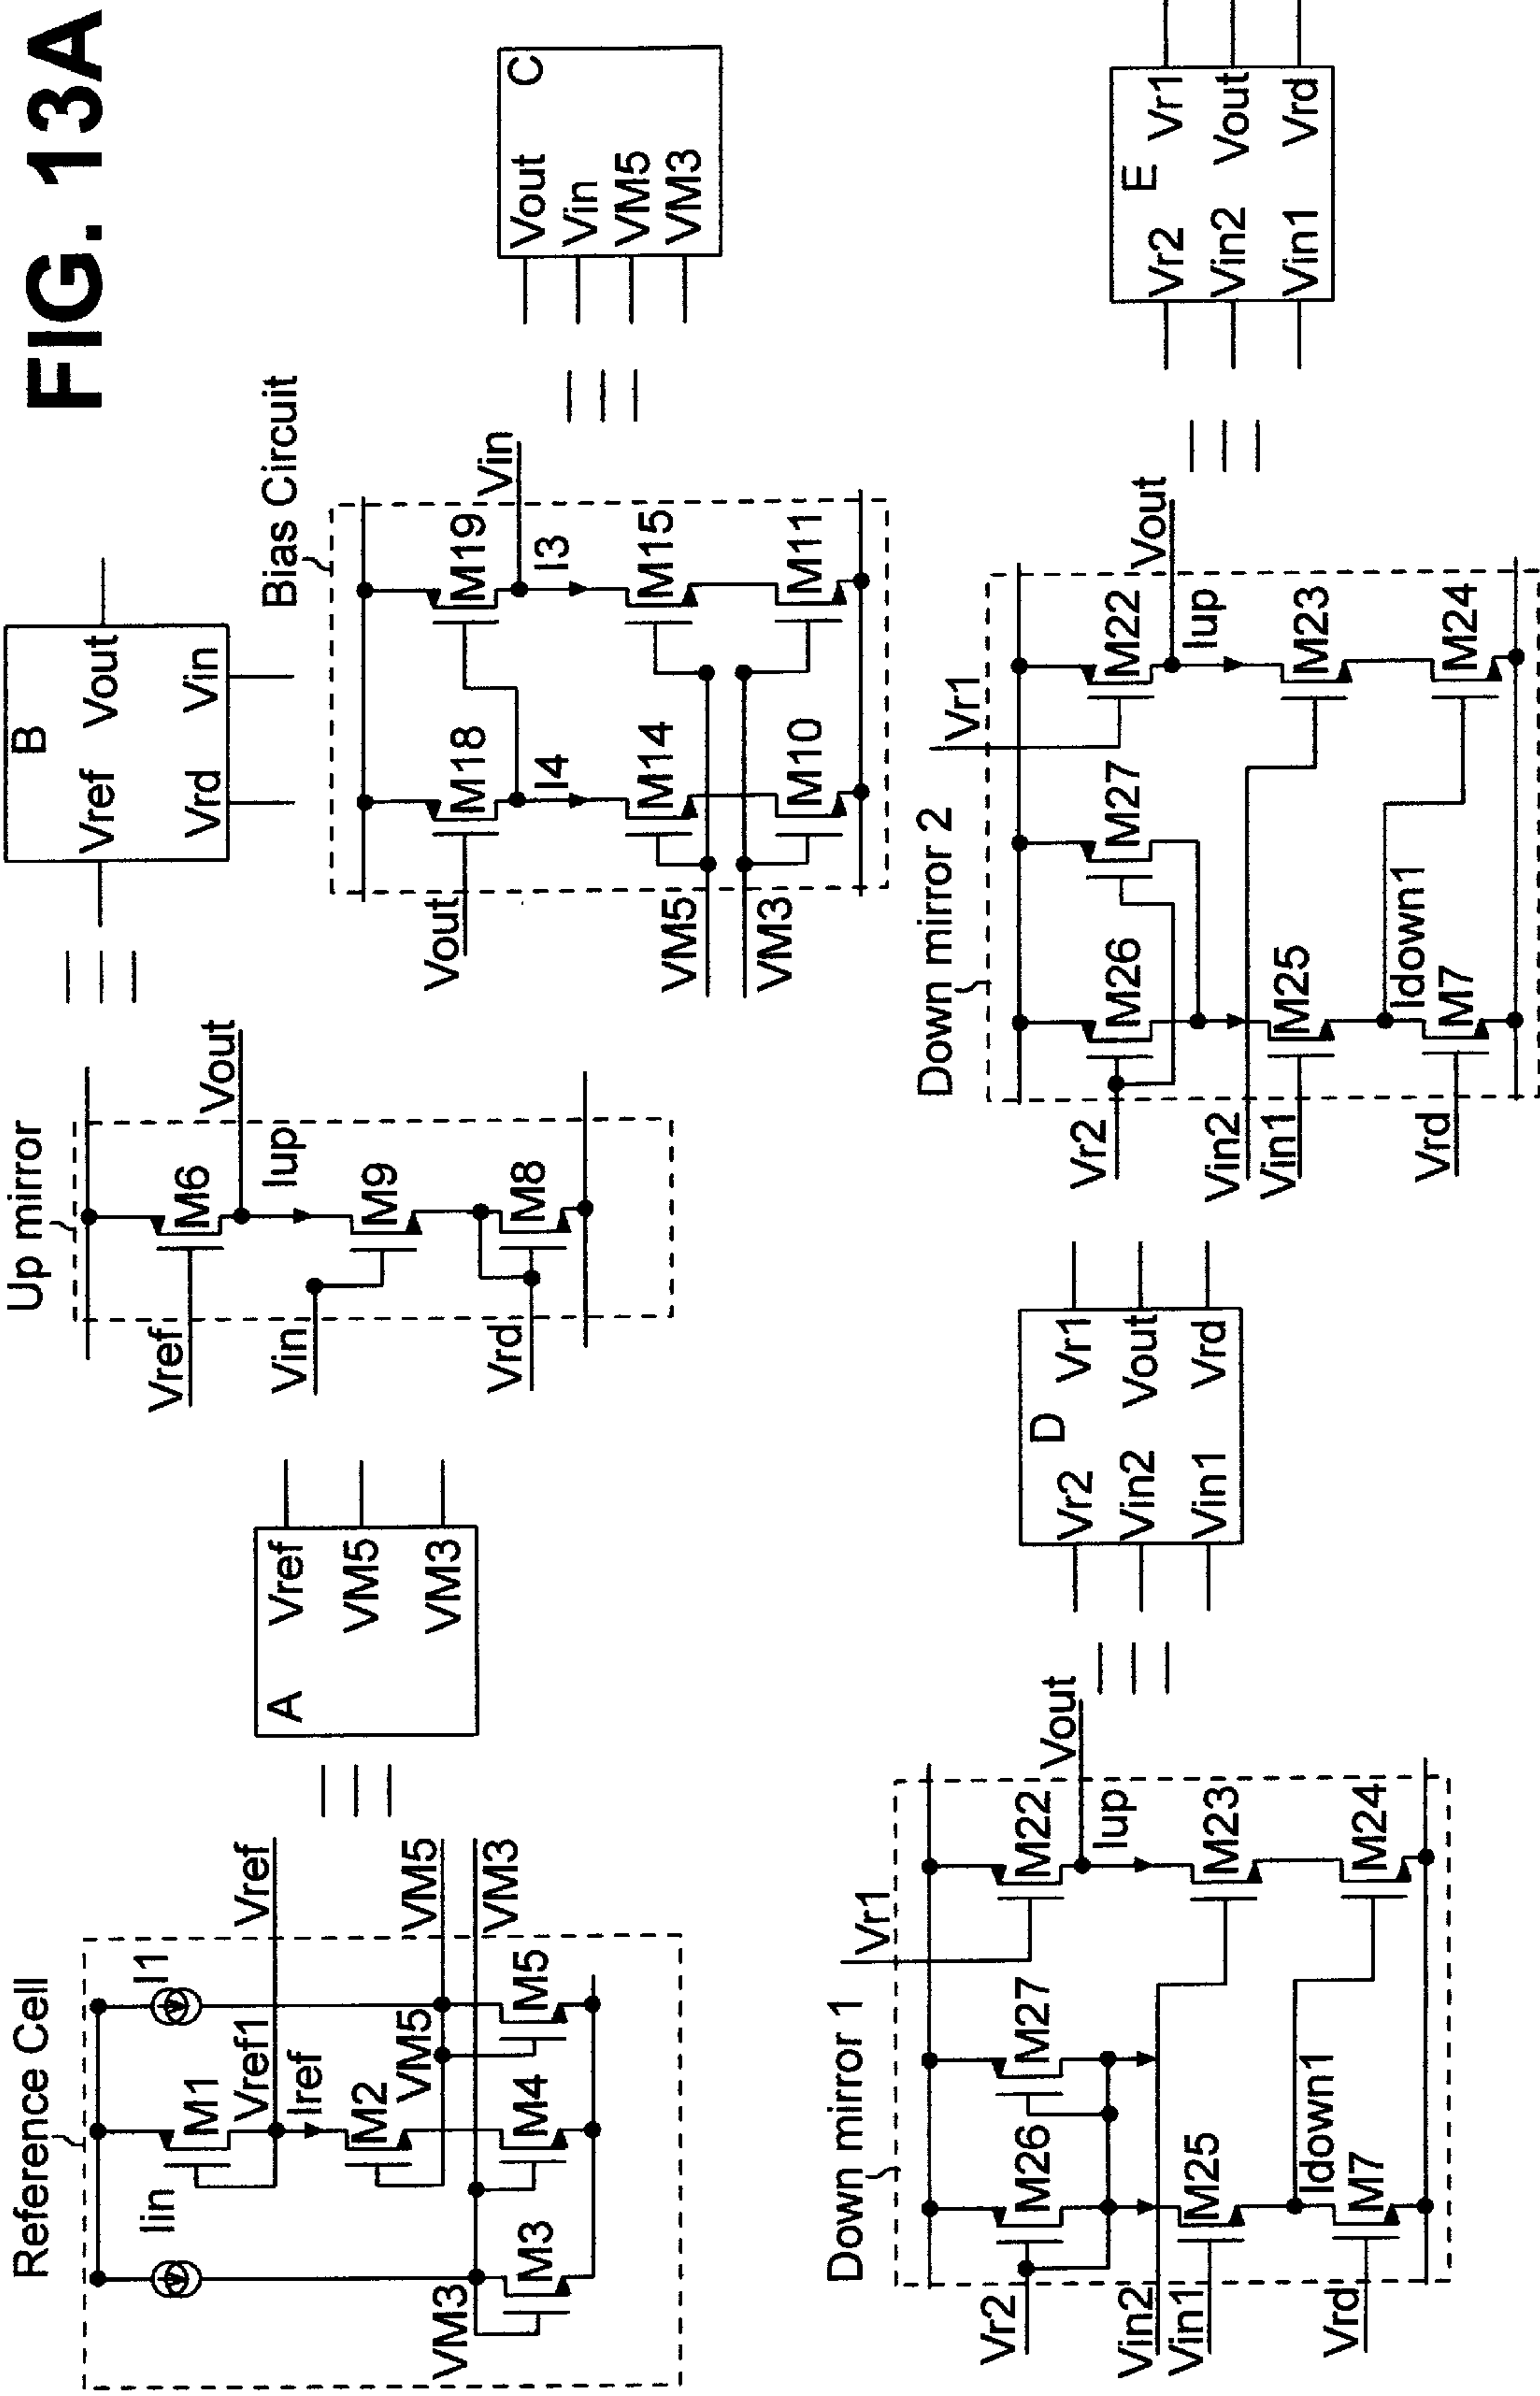 FIG. 13A
Reference Cell
Iin
I1
M1
Vref
Vref1
Iref
M2
VM5
VM5
VM3
VM3
M3
M4
M5
A
Vref
VM5
VM3
Up mirror
Vref
M6
Vout
Iup
Vin
M9
Vrd
M8
B
Vref
Vout
Vrd
Vin
Bias Circuit
Vout
M18
M19
Vin
I4
I3
M14
M15
VM5
VM3
M10
M11
C
Vout
Vin
VM5
VM3
Down mirror 1
Vr1
Vr2
M26
M27
M22
Vout
Iup
Vin2
Vin1
M25
M23
Idown1
Vrd
M7
M24
D
Vr2
Vr1
Vin2
Vout
Vin1
Vrd
Down mirror 2
Vr1
Vr2
M26
M27
M22
Vout
Iup
Vin2
Vin1
M25
M23
Idown1
Vrd
M7
M24
E
Vr2
Vr1
Vin2
Vout
Vin1
Vrd